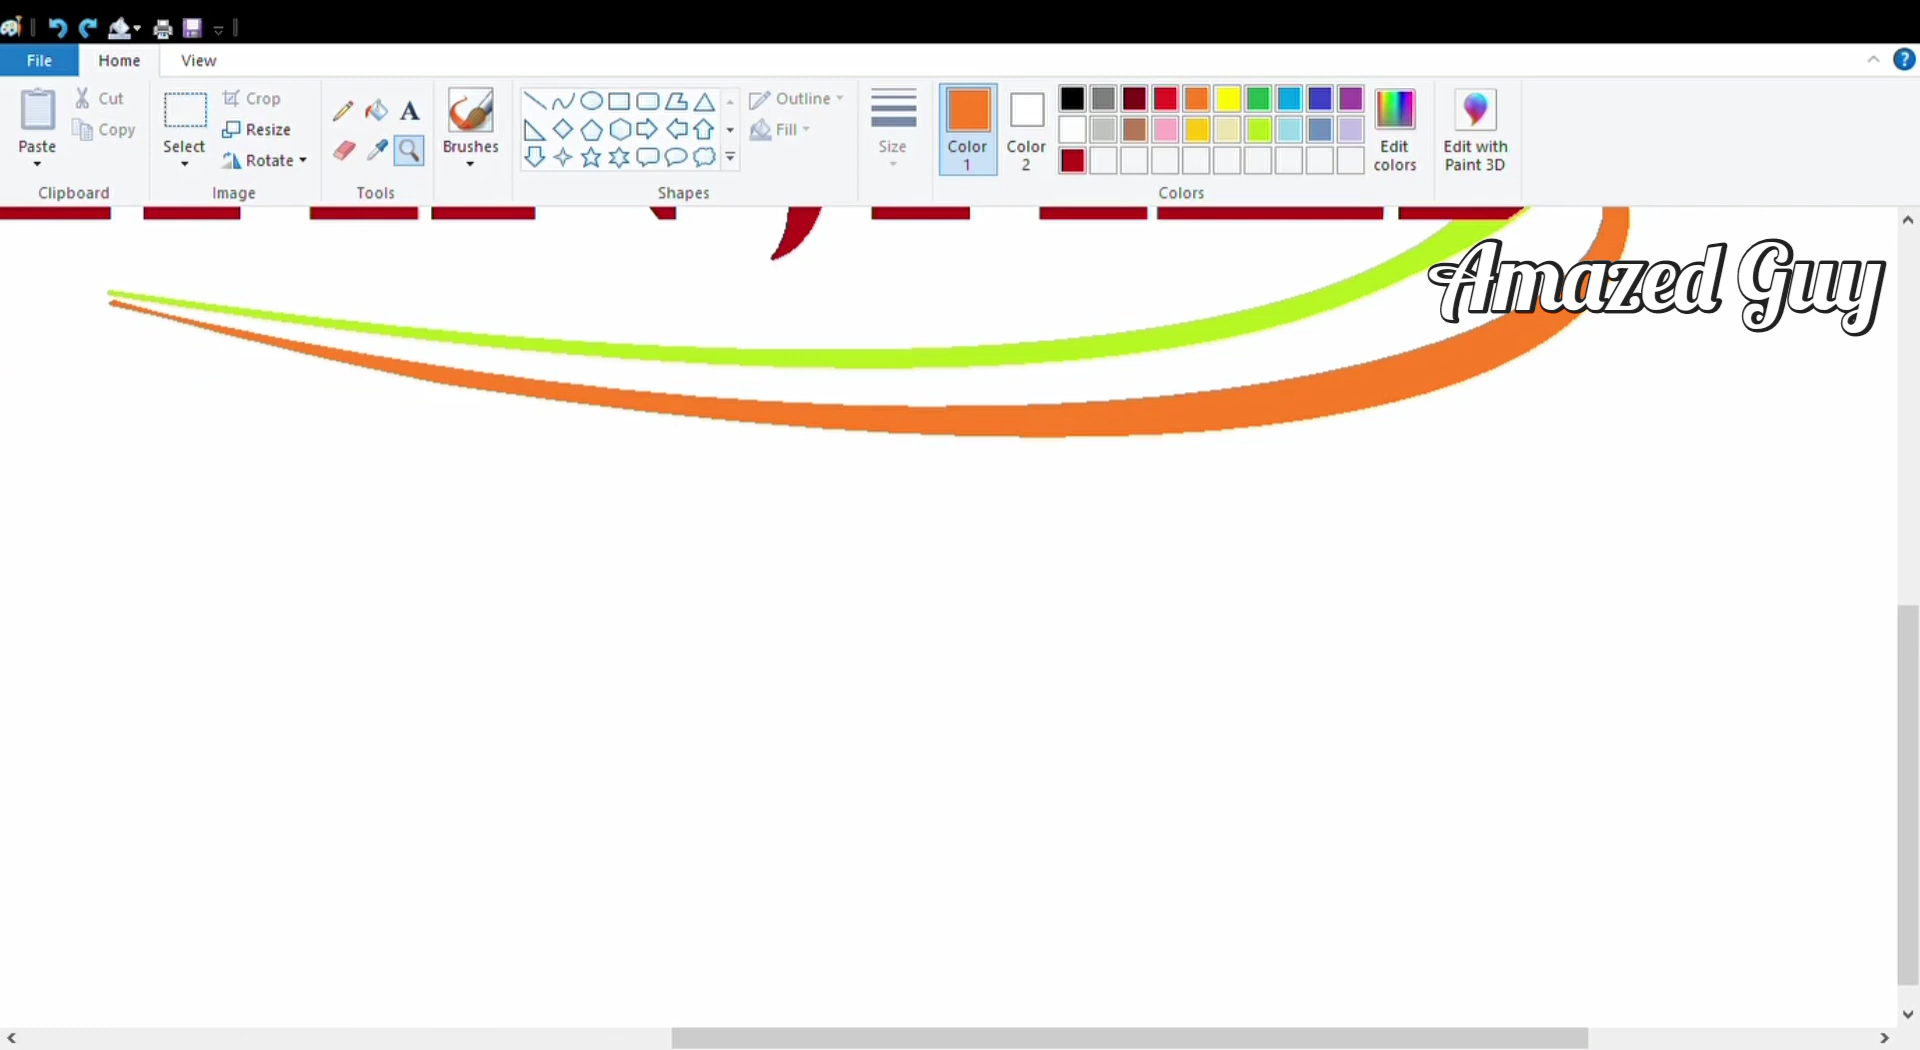 File Home View
Paste Cut Copy Clipboard
Select Crop Resize Rotate Image
A
Tools
Brushes
Shapes
Outline Fill
Size
Color 1 Color 2
Edit colors
Colors
Edit with Paint 3D
?
Amazed Guy